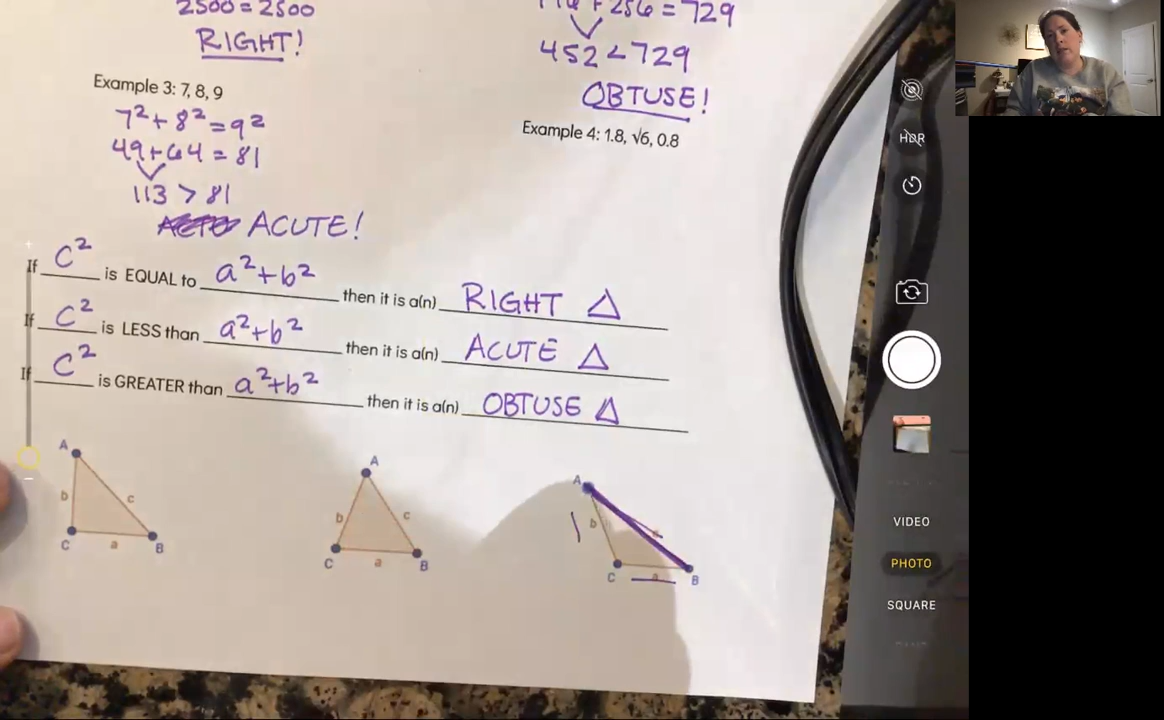 2500 = 2500
RIGHT!
+ 256 = 729
452 < 729
OBTUSE!
Example 3: 7, 8, 9
7² + 8² = 9²
49 + 64 = 81
113 > 81
ACUTE!
Example 4: 1.8, √6, 0.8
If c² is EQUAL to a² + b² then it is a(n) RIGHT △
If c² is LESS than a² + b² then it is a(n) ACUTE △
If c² is GREATER than a² + b² then it is a(n) OBTUSE △
A
b
c
C
a
B
A
b
c
C
a
B
A
b
C
a
B
HDR
VIDEO
PHOTO
SQUARE